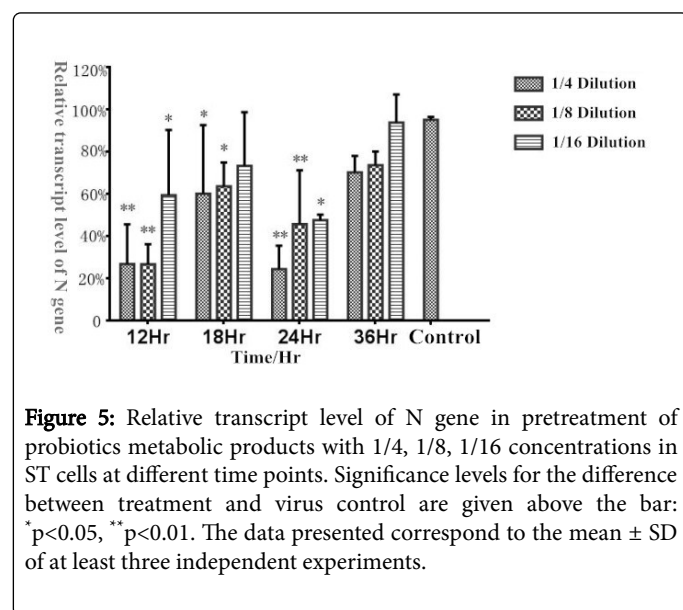 Relative transcript level of N gene
120%
100%
80%
60%
40%
20%
0
**
**
*
*
*
**
**
*
12Hr
18Hr
24Hr
36Hr
Control
Time/Hr
1/4 Dilution
1/8 Dilution
1/16 Dilution
Figure 5: Relative transcript level of N gene in pretreatment of
probiotics metabolic products with 1/4, 1/8, 1/16 concentrations in
ST cells at different time points. Significance levels for the difference
between treatment and virus control are given above the bar:
*p<0.05, **p<0.01. The data presented correspond to the mean ± SD
of at least three independent experiments.